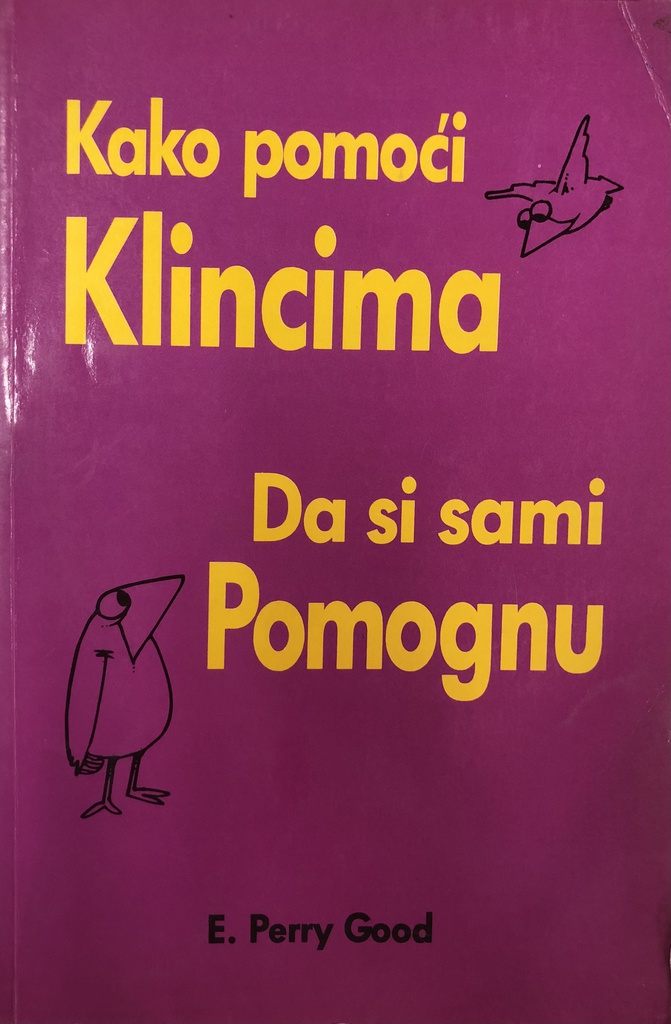 Kako pomoći
Klincima
Da si sami
Pomognu
E. Perry Good